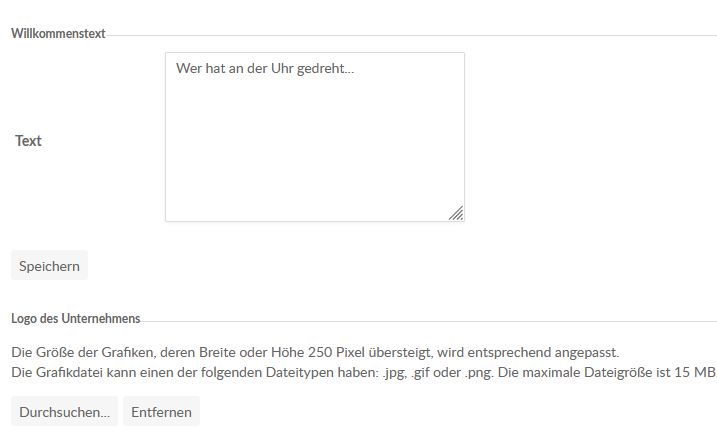 Willkommenstext
Wer hat an der Uhr gedreht...
Text
Speichern
Logo des Unternehmens
Die Größe der Grafiken, deren Breite oder Höhe 250 Pixel übersteigt, wird entsprechend angepasst.
Die Grafikdatei kann einen der folgenden Dateitypen haben: .jpg, .gif oder .png. Die maximale Dateigröße ist 15 MB
Durchsuchen... Entfernen